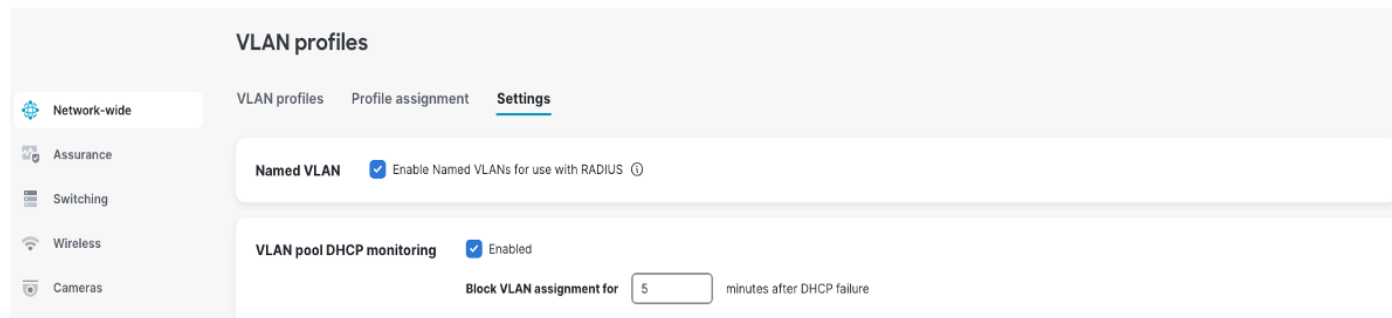 VLAN profiles
Network-wide
Assurance
Switching
Wireless
Cameras
VLAN profiles Profile assignment Settings
Named VLAN Enable Named VLANs for use with RADIUS
VLAN pool DHCP monitoring Enabled
Block VLAN assignment for 5 minutes after DHCP failure